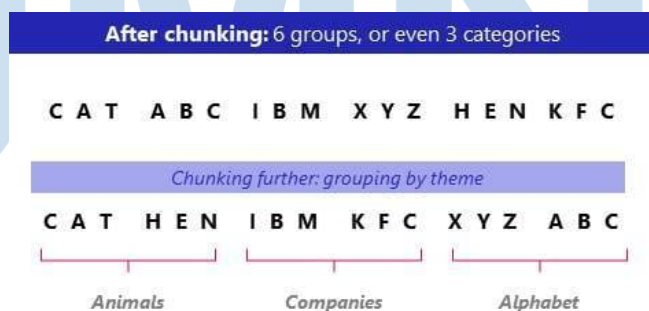 After chunking: 6 groups, or even 3 categories
C A T A B C I B M X Y Z H E N K F C
Chunking further: grouping by theme
C A T H E N I B M K F C X Y Z A B C
Animals Companies Alphabet